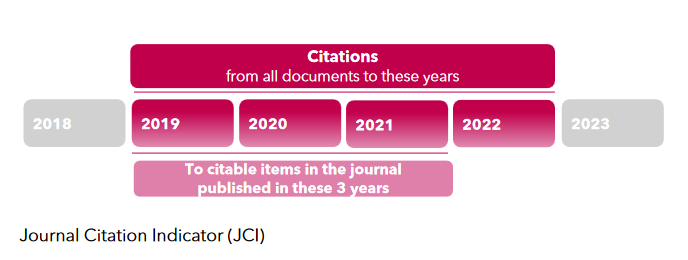 Citations
from all documents to these years
2018
2019
2020
2021
2022
2023
To citable items in the journal
published in these 3 years
Journal Citation Indicator (JCI)